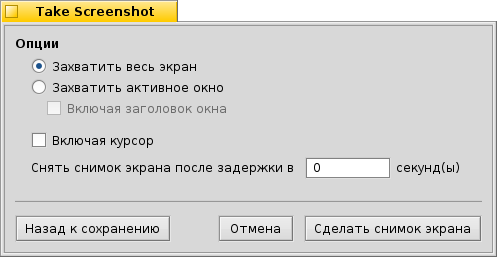 Take Screenshot
Опции
Захватить весь экран
Захватить активное окно
Включая заголовок окна
Включая курсор
Снять снимок экрана после задержки в 0 секунд(ы)
Назад к сохранению Отмена Сделать снимок экрана